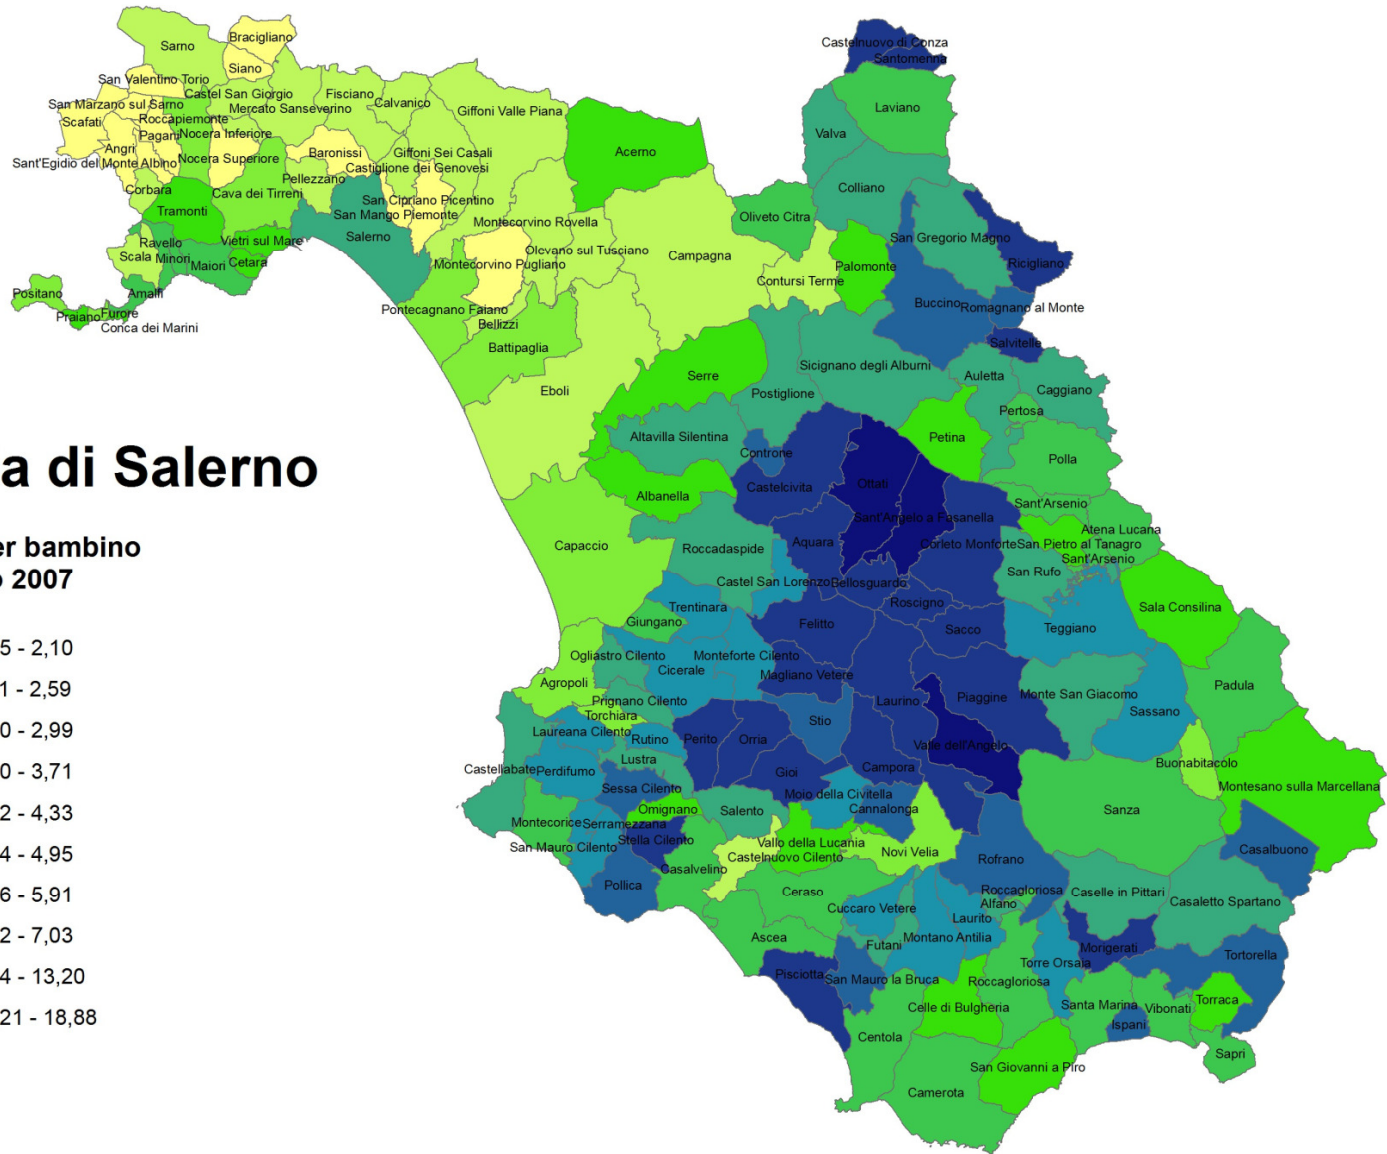 Castelnuovo di Conza
Santomenna
Bracigliano
Sarno
Siano
San Valentino Torio
Castel San Giorgio
Fisciano
Calvanico
Giffoni Valle Piana
Laviano
San Marzano sul Sarno
Mercato Sanseverino
Scafati
Roccapiemonte
Pagani
Nocera Inferiore
Valva
Angri
Sant'Egidio del Monte Albino
Nocera Superiore
Baronissi
Giffoni Sei Casali
Castiglione dei Genovesi
Acerno
Pellezzano
Corbara
Cava dei Tirreni
San Cipriano Picentino
San Mango Piemonte
Colliano
Tramonti
Montecorvino Rovella
Oliveto Citra
Salerno
San Gregorio Magno
Ravello
Vietri sul Mare
Scala
Minori
Maiori
Cetara
Olevano sul Tusciano
Campagna
Montecorvino Pugliano
Palomonte
Ricigliano
Contursi Terme
Positano
Amalfi
Praiano
Furore
Conca dei Marini
Pontecagnano Faiano
Bellizzi
Buccino
Romagnano al Monte
Battipaglia
Salvitelle
Sicignano degli Alburni
Serre
Auletta
Caggiano
Eboli
Postiglione
Pertosa
Altavilla Silentina
Petina
Controne
Polla
a di Salerno
Castelcivita
Ottati
Albanella
Sant'Arsenio
Sant'Angelo a Fasanella
Atena Lucana
er bambino
Capaccio
Roccadaspide
Aquara
Corleto Monforte
San Pietro al Tanagro
Sant'Arsenio
San Rufo
o 2007
Castel San Lorenzo
Bellosguardo
Trentinara
Roscigno
Sala Consilina
Giungano
Felitto
Sacco
Teggiano
5 - 2,10
Ogliastro Cilento
Monteforte Cilento
Cicerale
Magliano Vetere
Agropoli
Piaggine
Monte San Giacomo
Padula
1 - 2,59
Prignano Cilento
Laurino
Sassano
Torchiara
Stio
0 - 2,99
Laureana Cilento
Rutino
Perito
Orria
Valle dell'Angelo
Lustra
Buonabitacolo
0 - 3,71
Castellabate
Perdifumo
Gioi
Campora
Sessa Cilento
Moio della Civitella
Montesano sulla Marcellana
Omignano
Salento
Cannalonga
Sanza
2 - 4,33
Montecorice
Serramezzana
Stella Cilento
Vallo della Lucania
San Mauro Cilento
Castelnuovo Cilento
Novi Velia
Casalbuono
4 - 4,95
Casalvelino
Rofrano
Pollica
Ceraso
Roccagloriosa
Caselle in Pittari
6 - 5,91
Cuccaro Vetere
Alfano
Casaletto Spartano
Laurito
2 - 7,03
Ascea
Futani
Montano Antilia
Morigerati
Tortorella
Torre Orsaia
4 - 13,20
Pisciotta
San Mauro la Bruca
Roccagloriosa
Torraca
Celle di Bulgheria
Santa Marina
Vibonati
21 - 18,88
Ispani
Centola
Sapri
San Giovanni a Piro
Camerota